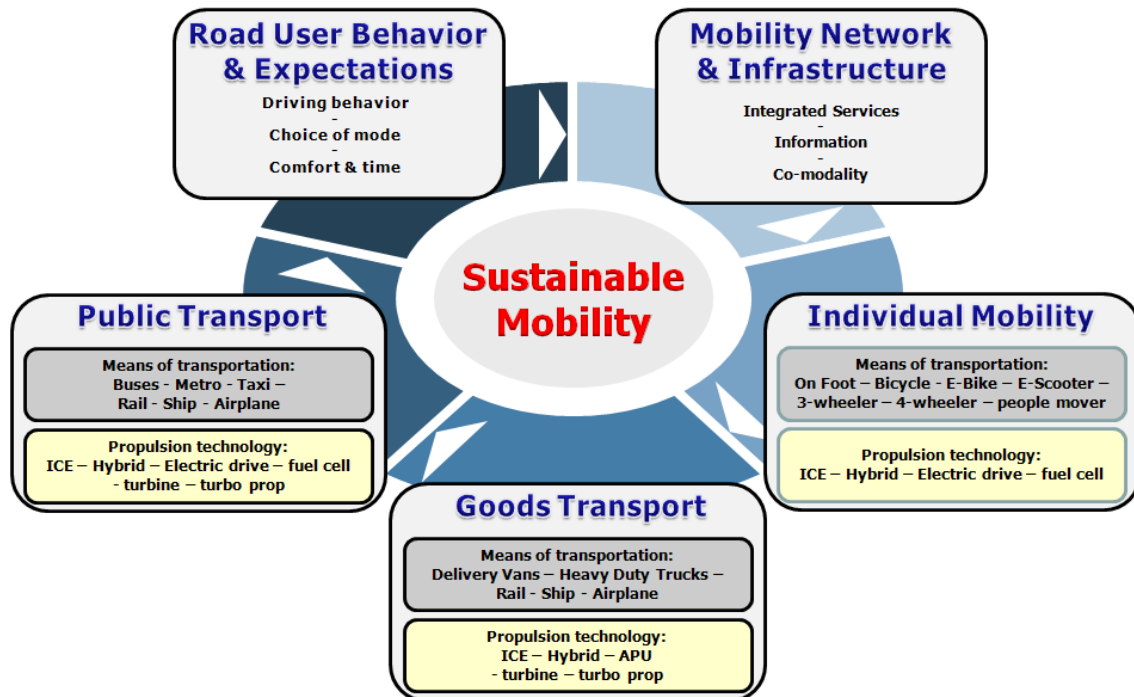 Road User Behavior
& Expectations
Driving behavior
-
Choice of mode
-
Comfort & time
Mobility Network
& Infrastructure
Integrated Services
-
Information
-
Co-modality
Sustainable
Mobility
Public Transport
Means of transportation:
Buses - Metro - Taxi –
Rail - Ship - Airplane
Propulsion technology:
ICE – Hybrid – Electric drive – fuel cell
- turbine – turbo prop
Individual Mobility
Means of transportation:
On Foot – Bicycle - E-Bike – E-Scooter –
3-wheeler – 4-wheeler – people mover
Propulsion technology:
ICE – Hybrid – Electric drive – fuel cell
Goods Transport
Means of transportation:
Delivery Vans – Heavy Duty Trucks –
Rail - Ship - Airplane
Propulsion technology:
ICE – Hybrid – APU
- turbine – turbo prop